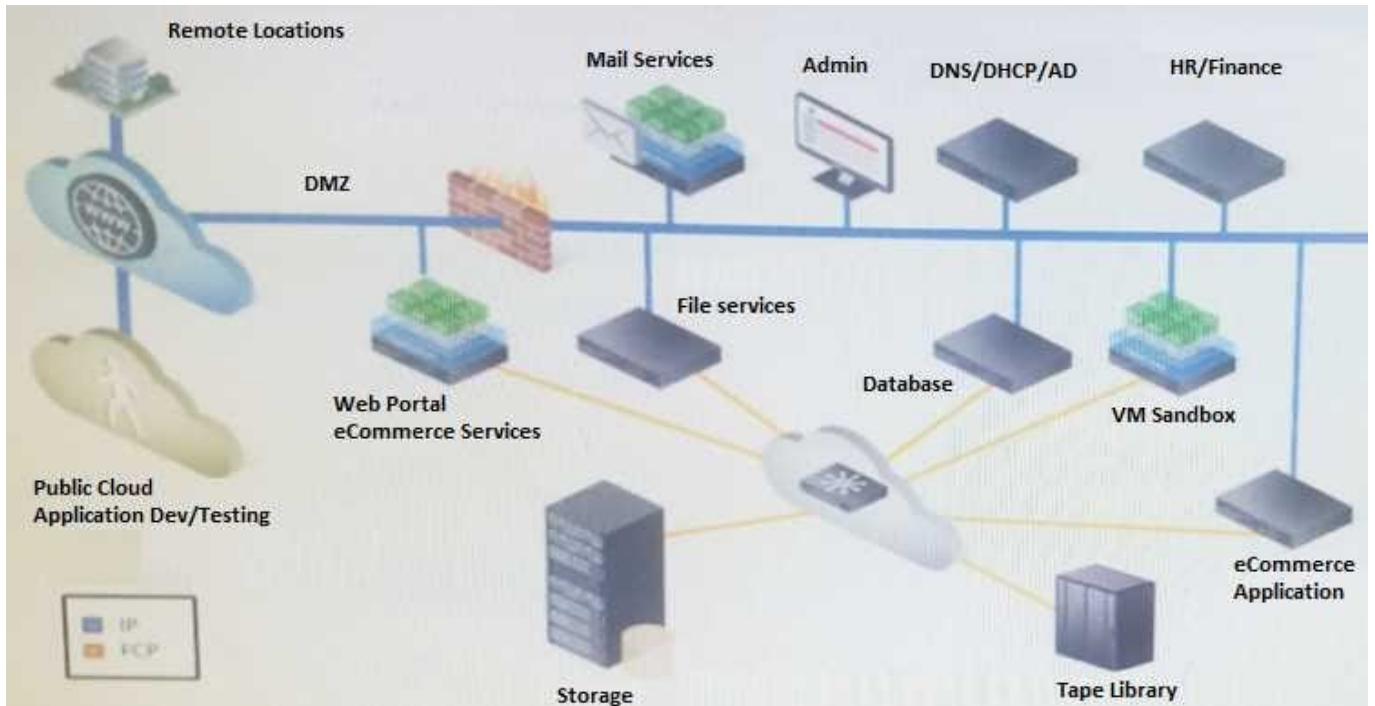 Remote Locations
Mail Services
Admin
DNS/DHCP/AD
HR/Finance
DMZ
File services
Database
VM Sandbox
Web Portal
eCommerce Services
Public Cloud
Application Dev/Testing
eCommerce
Application
IP
FCP
Storage
Tape Library